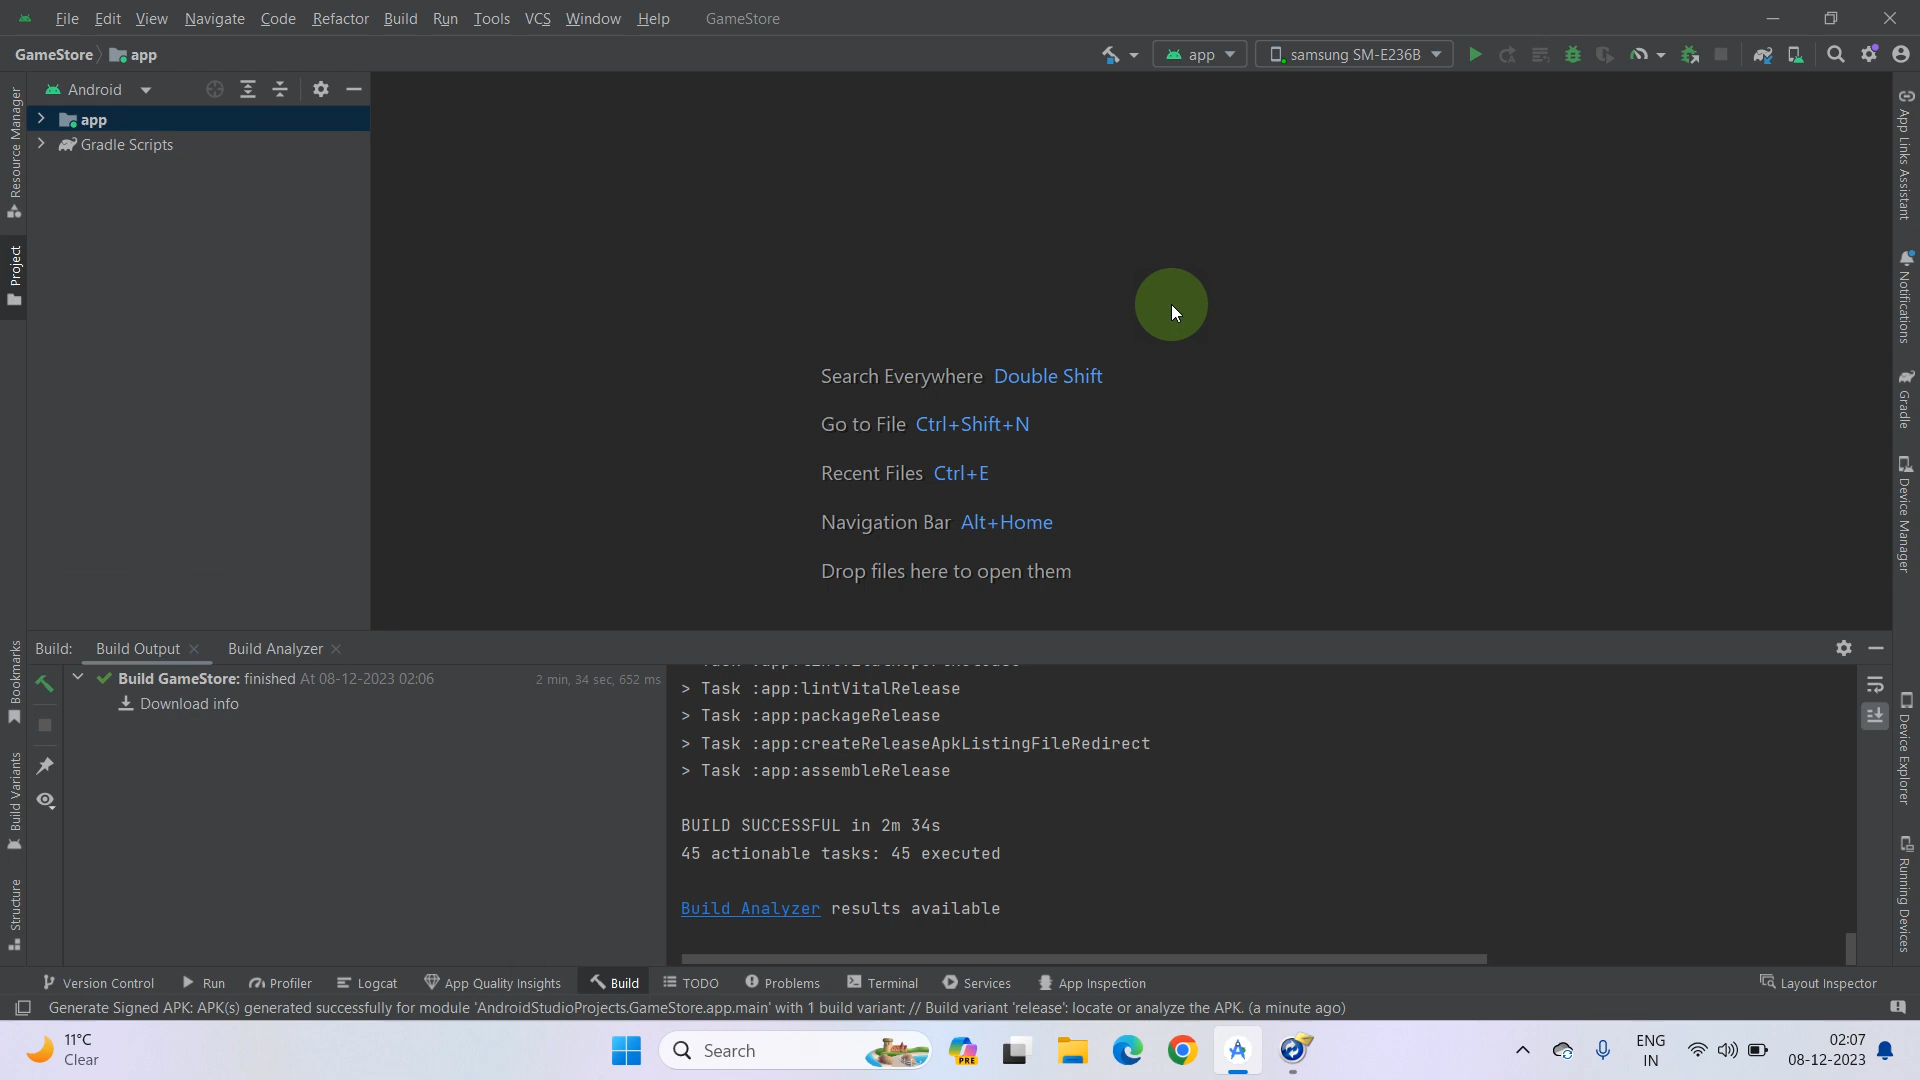 File Edit View Navigate Code Refactor Build Run Tools VCS Window Help GameStore
GameStore app
app samsung SM-E236B
Android
app
Gradle Scripts
Resource Manager
Project
Bookmarks
Build Variants
Structure
Search Everywhere Double Shift
Go to File Ctrl+Shift+N
Recent Files Ctrl+E
Navigation Bar Alt+Home
Drop files here to open them
App Links Assistant
Notifications
Gradle
Device Manager
Device Explorer
Running Devices
Build: Build Output Build Analyzer
Build GameStore: finished At 08-12-2023 02:06 2 min, 34 sec, 652 ms
Download info
> Task :app:lintVitalRelease
> Task :app:packageRelease
> Task :app:createReleaseApkListingFileRedirect
> Task :app:assembleRelease
BUILD SUCCESSFUL in 2m 34s
45 actionable tasks: 45 executed
Build Analyzer results available
Version Control Run Profiler Logcat App Quality Insights Build TODO Problems Terminal Services App Inspection Layout Inspector
Generate Signed APK: APK(s) generated successfully for module 'AndroidStudioProjects.GameStore.app.main' with 1 build variant: // Build variant 'release': locate or analyze the APK. (a minute ago)
11°C
Clear
Search
PRE
ENG
IN
02:07
08-12-2023